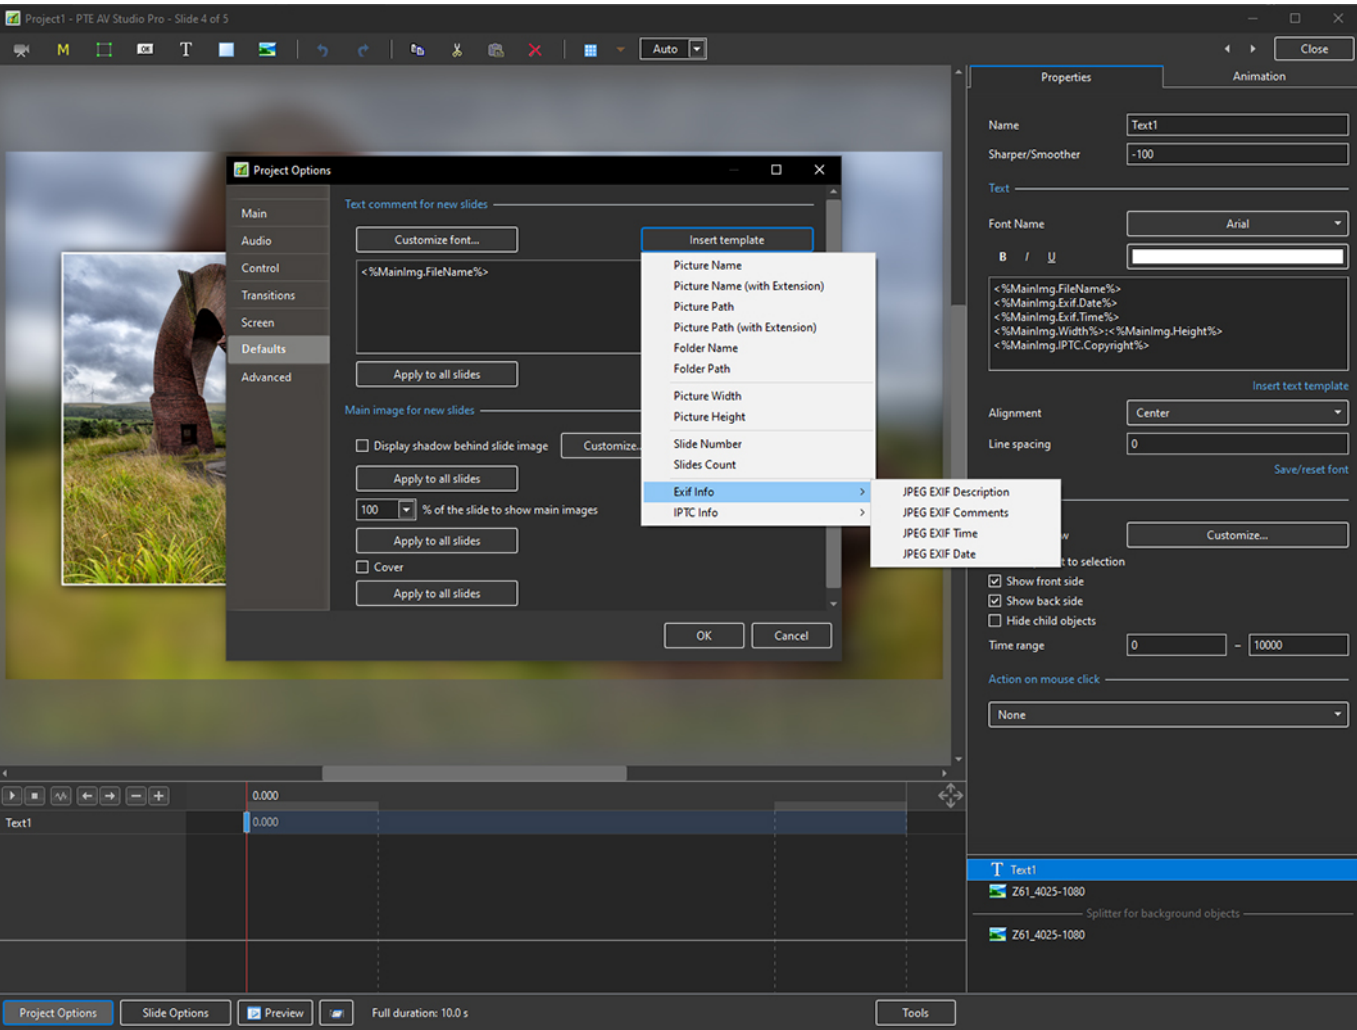 Project1 - PTE AV Studio Pro - Slide 4 of 5
M
OK
T
Auto
Close
Properties
Animation
Name
Text1
Sharper/Smoother
-100
Text
Font Name
Arial
B I U
<%MainImg.FileName%>
<%MainImg.Exif.Date%>
<%MainImg.Exif.Time%>
<%MainImg.Width%>:<%MainImg.Height%>
<%MainImg.IPTC.Copyright%>
Insert text template
Alignment
Center
Line spacing
0
Save/reset font
Customize...
t to selection
Show front side
Show back side
Hide child objects
Time range
0
–
10000
Action on mouse click
None
Project Options
Main
Audio
Control
Transitions
Screen
Defaults
Advanced
Text comment for new slides
Customize font...
Insert template
<%MainImg.FileName%>
Apply to all slides
Main image for new slides
Display shadow behind slide image
Customize..
Apply to all slides
100
% of the slide to show main images
Apply to all slides
Cover
Apply to all slides
OK
Cancel
Picture Name
Picture Name (with Extension)
Picture Path
Picture Path (with Extension)
Folder Name
Folder Path
Picture Width
Picture Height
Slide Number
Slides Count
Exif Info
IPTC Info
JPEG EXIF Description
JPEG EXIF Comments
JPEG EXIF Time
JPEG EXIF Date
0.000
Text1
0.000
T Text1
Z61_4025-1080
Splitter for background objects
Z61_4025-1080
Project Options
Slide Options
Preview
Full duration: 10.0 s
Tools